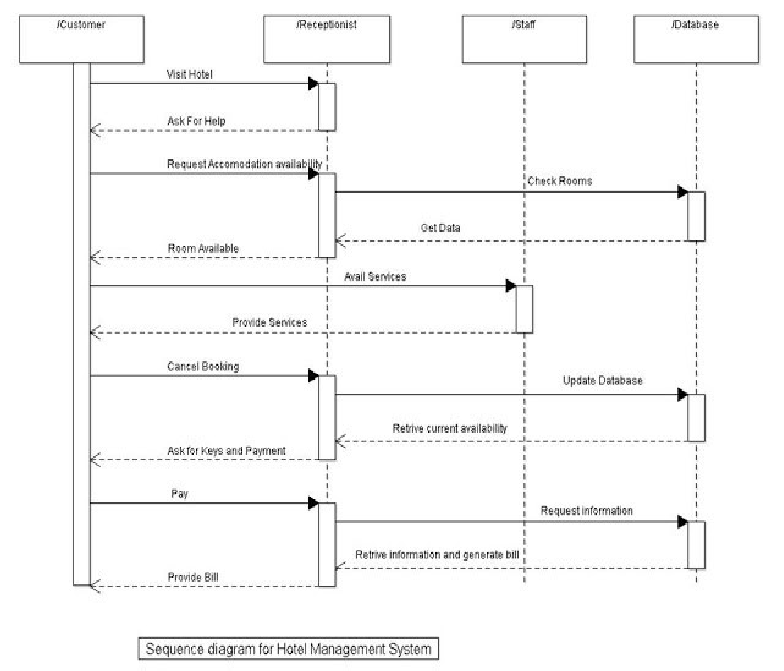 /Customer
/Receptionist
/Staff
/Database
Visit Hotel
Ask For Help
Request Accomodation availability
Check Rooms
Get Data
Room Available
Avail Services
Provide Services
Cancel Booking
Update Database
Retrive current availability
Ask for Keys and Payment
Pay
Request information
Retrive information and generate bill
Provide Bill
Sequence diagram for Hotel Management System